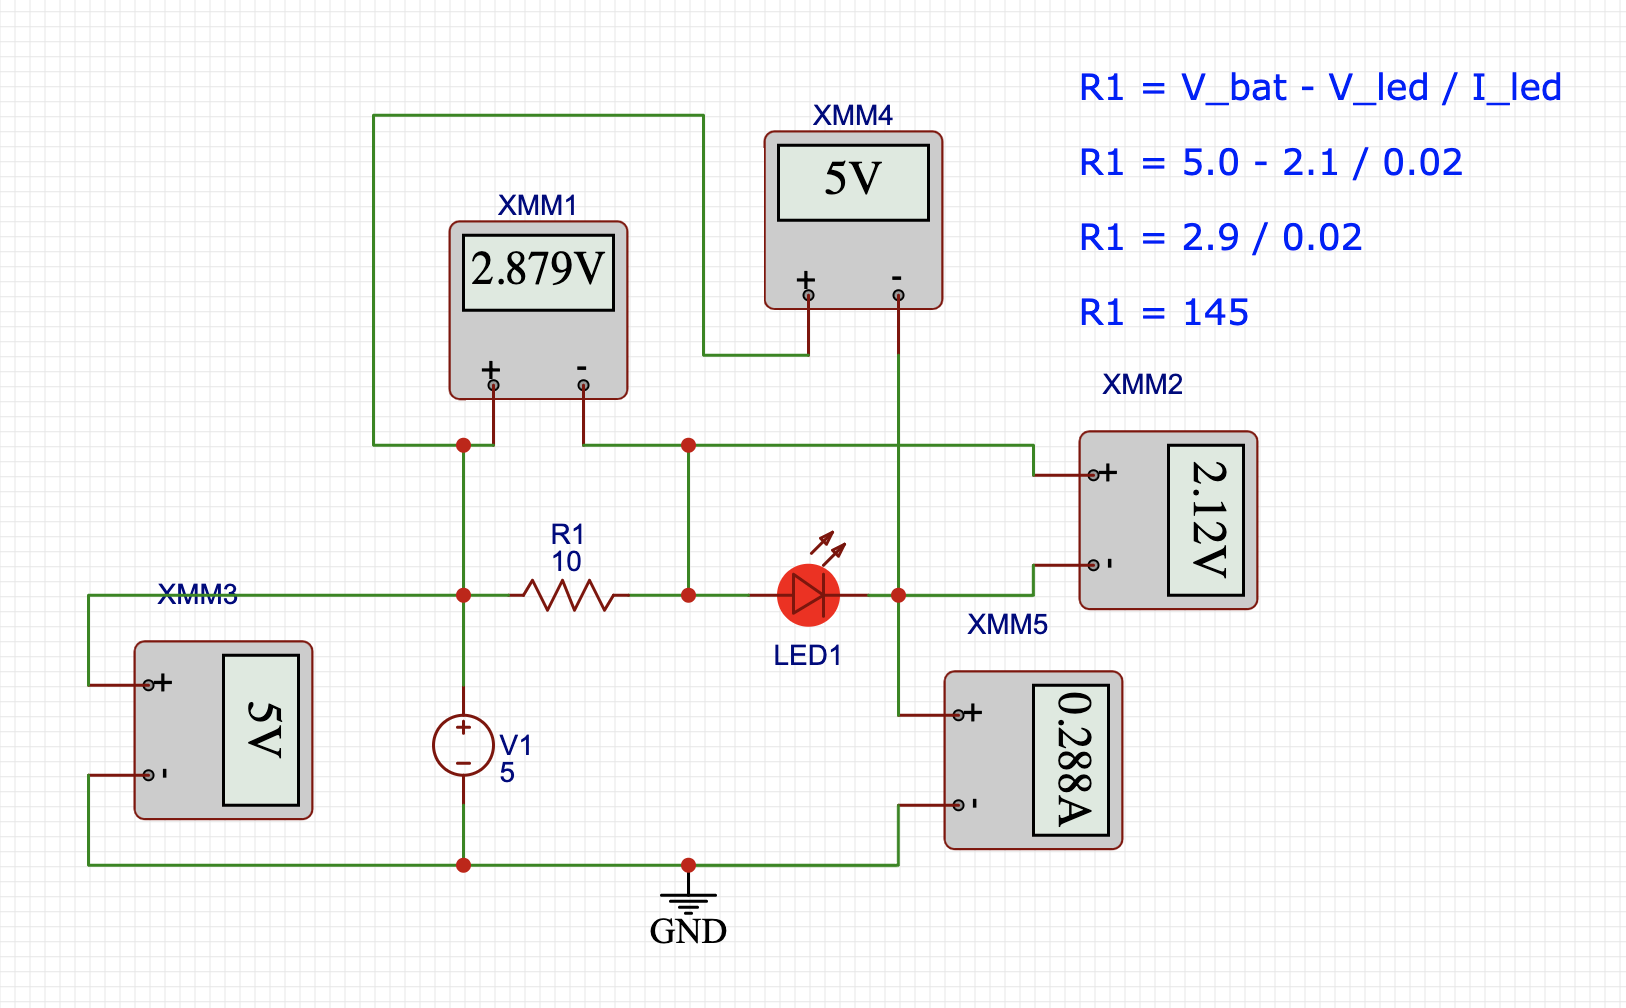 R1 = V_bat - V_led / I_led
XMM4
5V
R1 = 5.0 - 2.1 / 0.02
XMM1
2.879V
R1 = 2.9 / 0.02
+ -
R1 = 145
+ -
XMM2
+
2.12V
-
R1
10
XMM3
XMM5
LED1
+
5V
-
+
0.288A
-
+
V1
5
−
GND